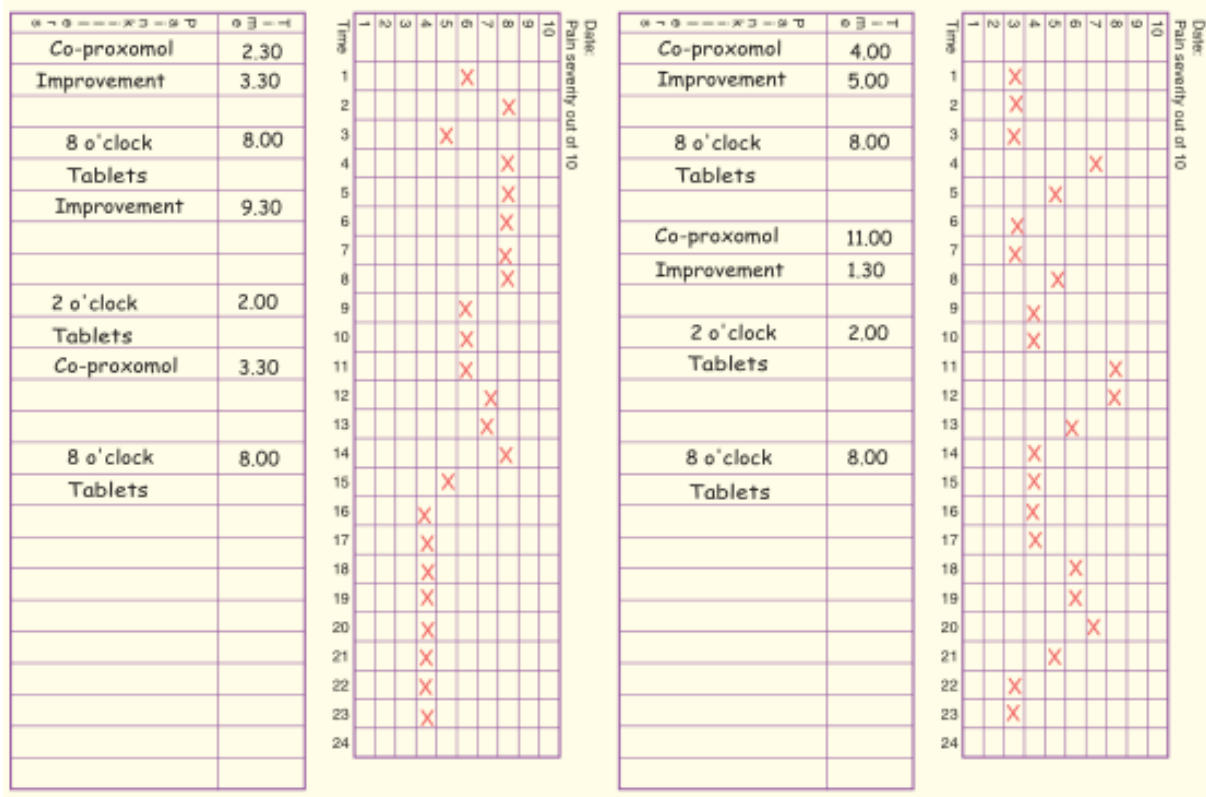 Painkillers Time
Co-proxomol 2.30
Improvement 3.30
8 o'clock 8.00
Tablets
Improvement 9.30
2 o'clock 2.00
Tablets
Co-proxomol 3.30
8 o'clock 8.00
Tablets
Date:
Pain severity out of 10
Time 1 2 3 4 5 6 7 8 9 10
1 X
2 X
3 X
4 X
5 X
6 X
7 X
8 X
9 X
10 X
11 X
12 X
13 X
14 X
15 X
16 X
17 X
18 X
19 X
20 X
21 X
22 X
23 X
24
Painkillers Time
Co-proxomol 4.00
Improvement 5.00
8 o'clock 8.00
Tablets
Co-proxomol 11.00
Improvement 1.30
2 o'clock 2.00
Tablets
8 o'clock 8.00
Tablets
Date:
Pain severity out of 10
Time 1 2 3 4 5 6 7 8 9 10
1 X
2 X
3 X
4 X
5 X
6 X
7 X
8 X
9 X
10 X
11 X
12 X
13 X
14 X
15 X
16 X
17 X
18 X
19 X
20 X
21 X
22 X
23 X
24